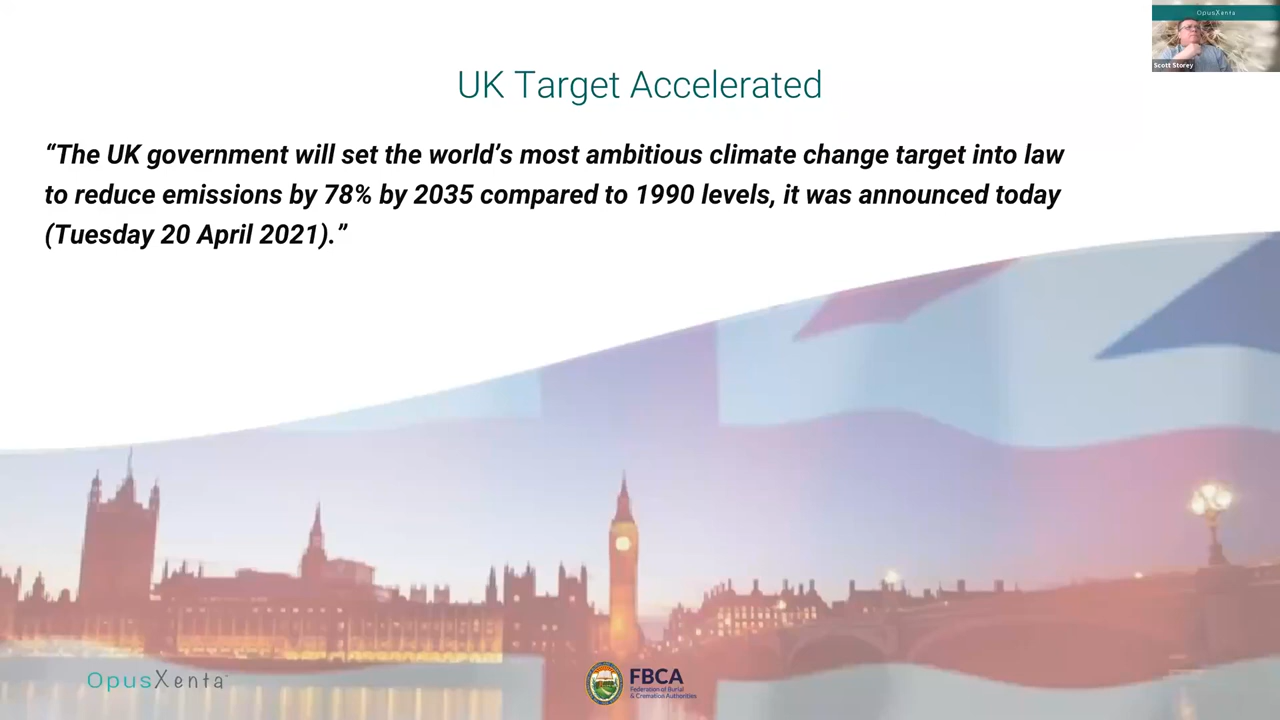 OpusXenta
Scott Storey
UK Target Accelerated
“The UK government will set the world’s most ambitious climate change target into law
to reduce emissions by 78% by 2035 compared to 1990 levels, it was announced today
(Tuesday 20 April 2021).”
OpusXenta
FBCA
Federation of Burial
& Cremation Authorities